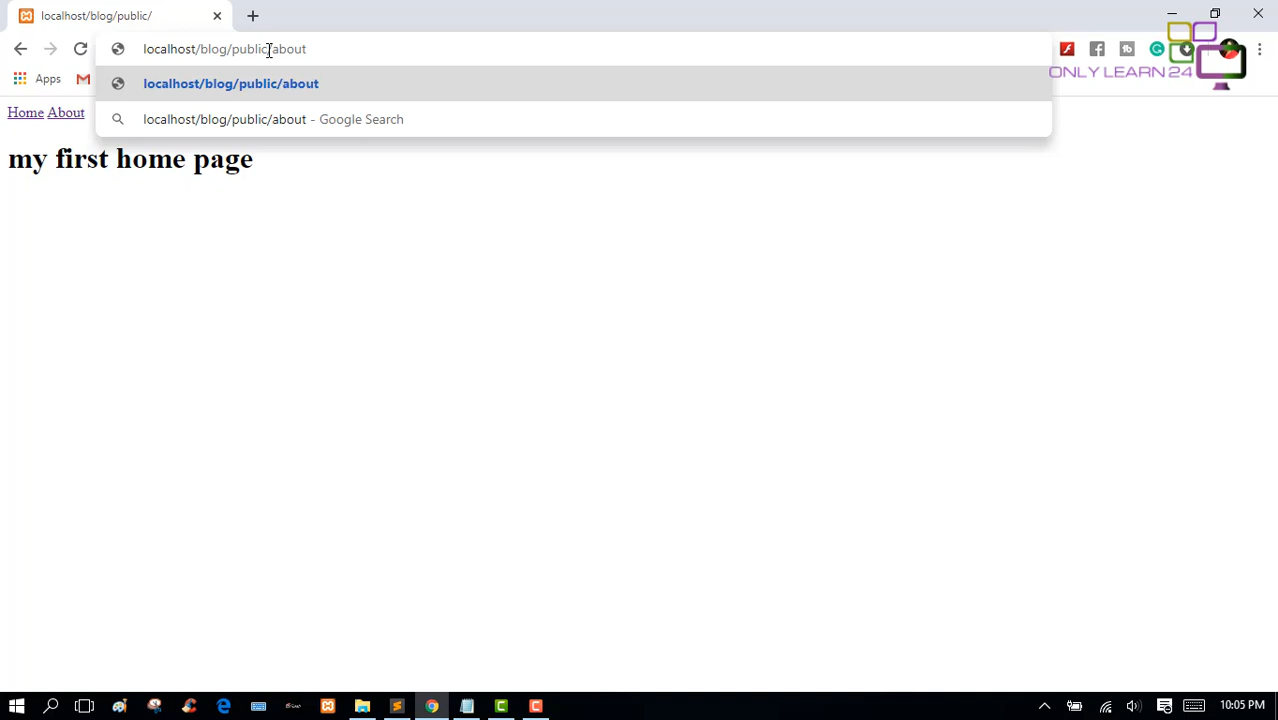 localhost/blog/public/
localhost/blog/public/about
Apps
ONLY LEARN 24
localhost/blog/public/about
Home About
localhost/blog/public/about - Google Search
my first home page
10:05 PM